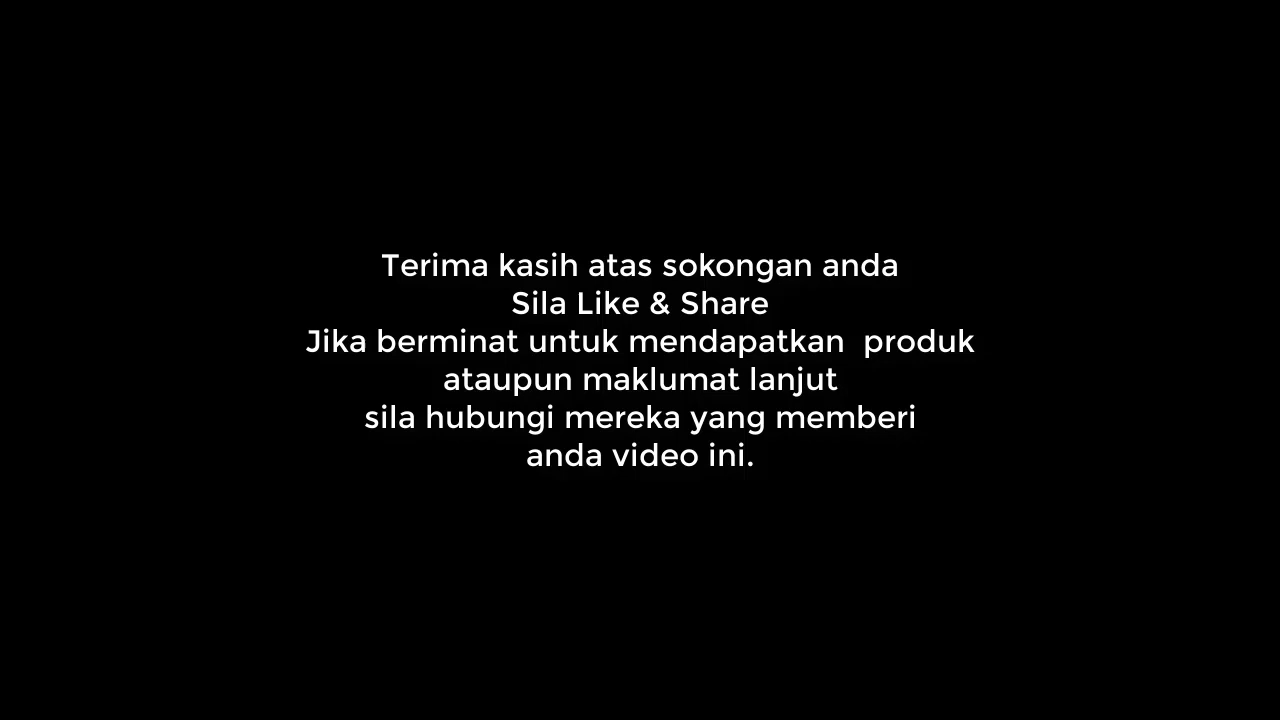 Terima kasih atas sokongan anda
Sila Like & Share
Jika berminat untuk mendapatkan  produk
ataupun maklumat lanjut
sila hubungi mereka yang memberi
anda video ini.